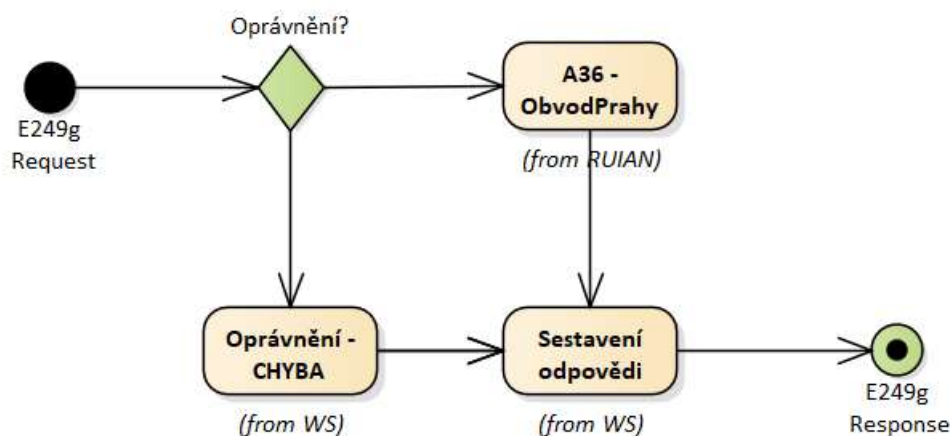 Oprávnění?
E249g
Request
A36 -
ObvodPrahy
(from RUIAN)
Oprávnění -
CHYBA
(from WS)
Sestavení
odpovědi
(from WS)
E249g
Response